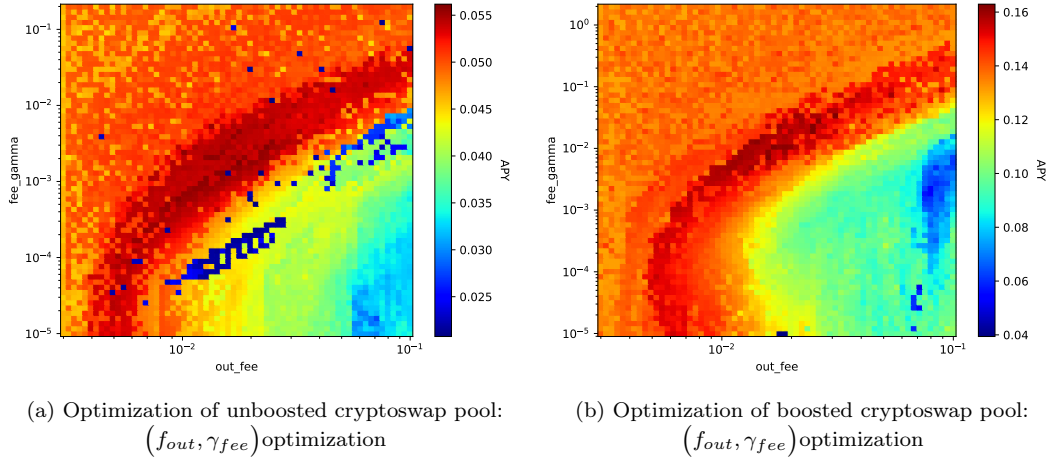 10⁻¹
10⁻²
10⁻³
10⁻⁴
10⁻⁵
fee_gamma
10⁻²
10⁻¹
out_fee
0.055
0.050
0.045
0.040
0.035
0.030
0.025
APY
10⁰
10⁻¹
10⁻²
10⁻³
10⁻⁴
10⁻⁵
fee_gamma
10⁻²
10⁻¹
out_fee
0.16
0.14
0.12
0.10
0.08
0.06
0.04
APY
(a) Optimization of unboosted cryptoswap pool:
(f_out, γ_fee) optimization
(b) Optimization of boosted cryptoswap pool:
(f_out, γ_fee) optimization